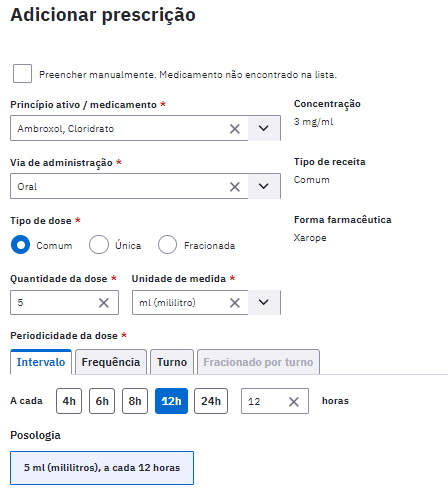 Adicionar prescrição
Preencher manualmente. Medicamento não encontrado na lista.
Princípio ativo / medicamento *
Concentração
Ambroxol, Cloridrato
3 mg/ml
Via de administração *
Tipo de receita
Oral
Comum
Tipo de dose *
Forma farmacêutica
Comum Única Fracionada
Xarope
Quantidade da dose * Unidade de medida *
5 ml (mililitro)
Periodicidade da dose *
Intervalo Frequência Turno Fracionado por turno
A cada 4h 6h 8h 12h 24h 12 horas
Posologia
5 ml (mililitros), a cada 12 horas